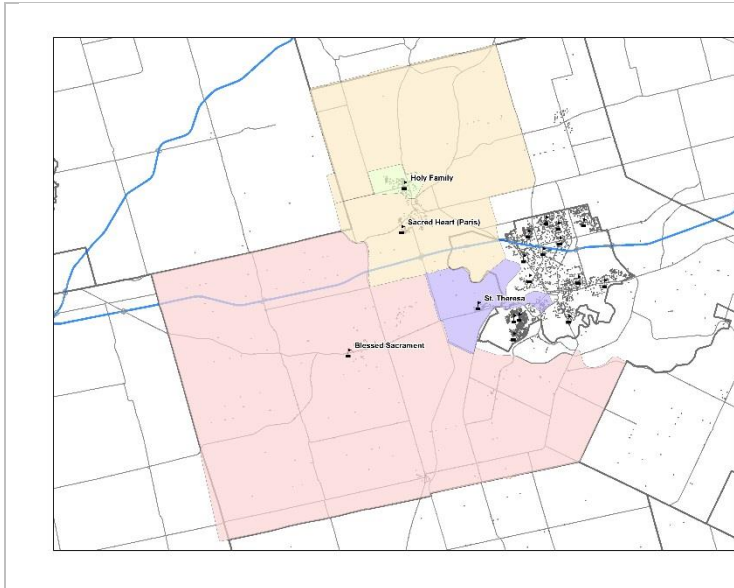 Holy Family
Sacred Heart (Paris)
St. Theresa
Blessed Sacrament